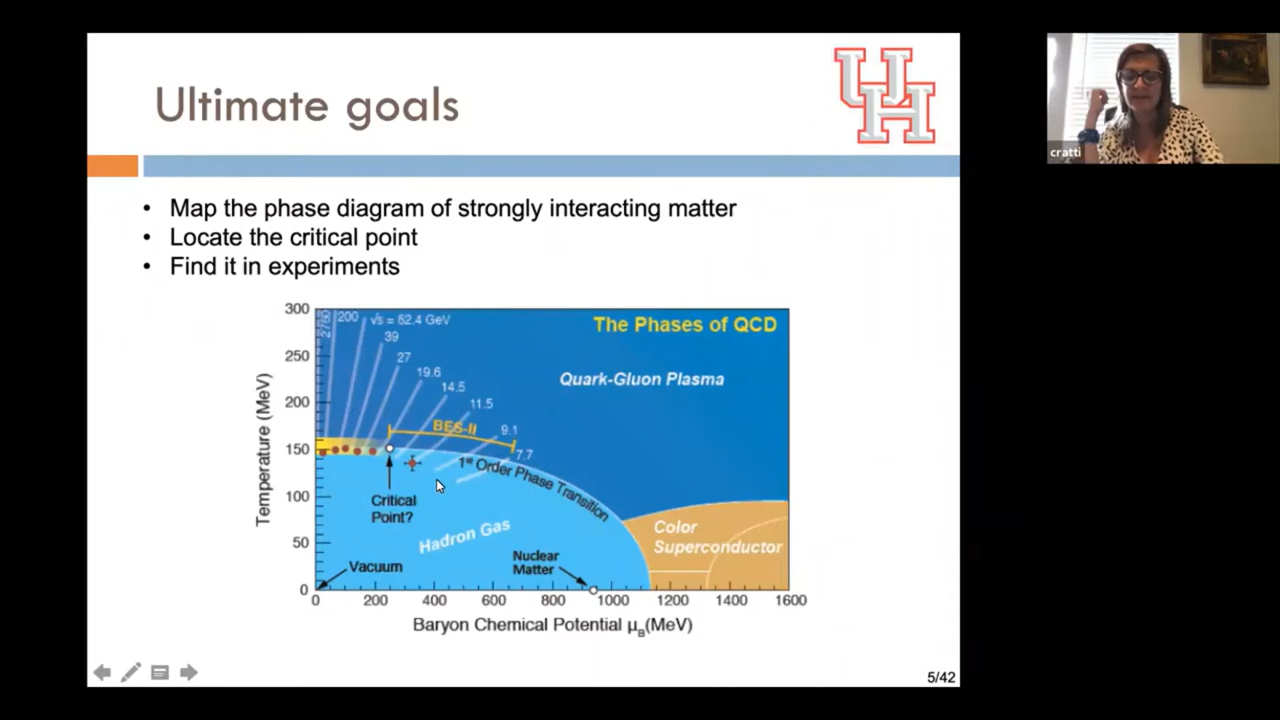 Ultimate goals
UH
cratti
• Map the phase diagram of strongly interacting matter
• Locate the critical point
• Find it in experiments
The Phases of QCD
Quark-Gluon Plasma
2760
200
√s = 62.4 GeV
39
27
19.6
14.5
11.5
9.1
7.7
BES-II
1st Order Phase Transition
Critical
Point?
Hadron Gas
Color
Superconductor
Nuclear
Matter
Vacuum
Temperature (MeV)
300
250
200
150
100
50
0
0 200 400 600 800 1000 1200 1400 1600
Baryon Chemical Potential μB(MeV)
5/42